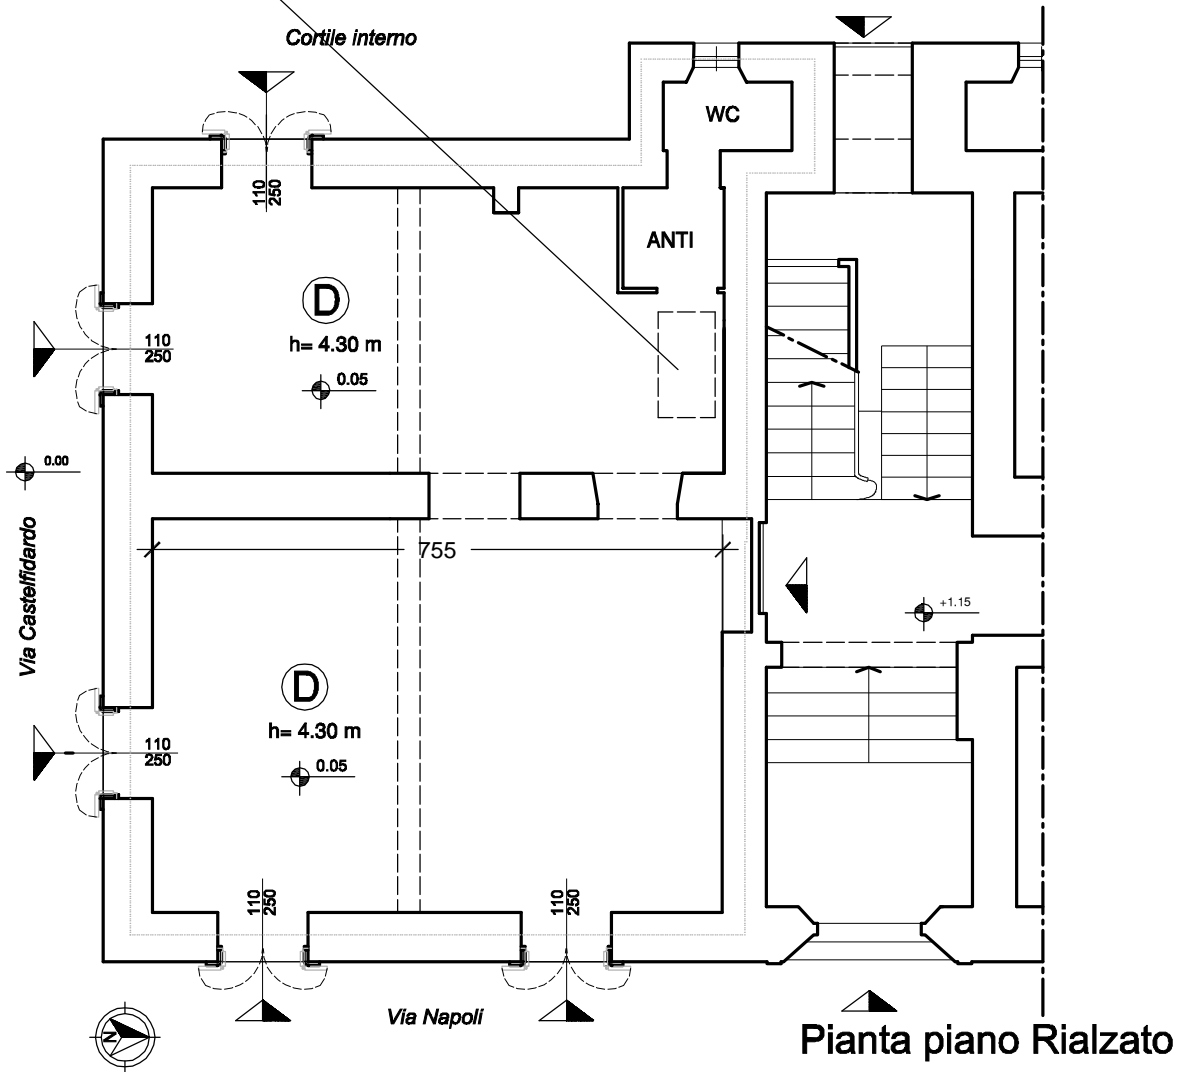 Cortile interno
WC
110
250
ANTI
D
110
250
h= 4.30 m
0.05
0.00
Via Castelfidardo
755
+1.15
D
h= 4.30 m
110
250
0.05
110
250
110
250
Via Napoli
N
Pianta piano Rialzato